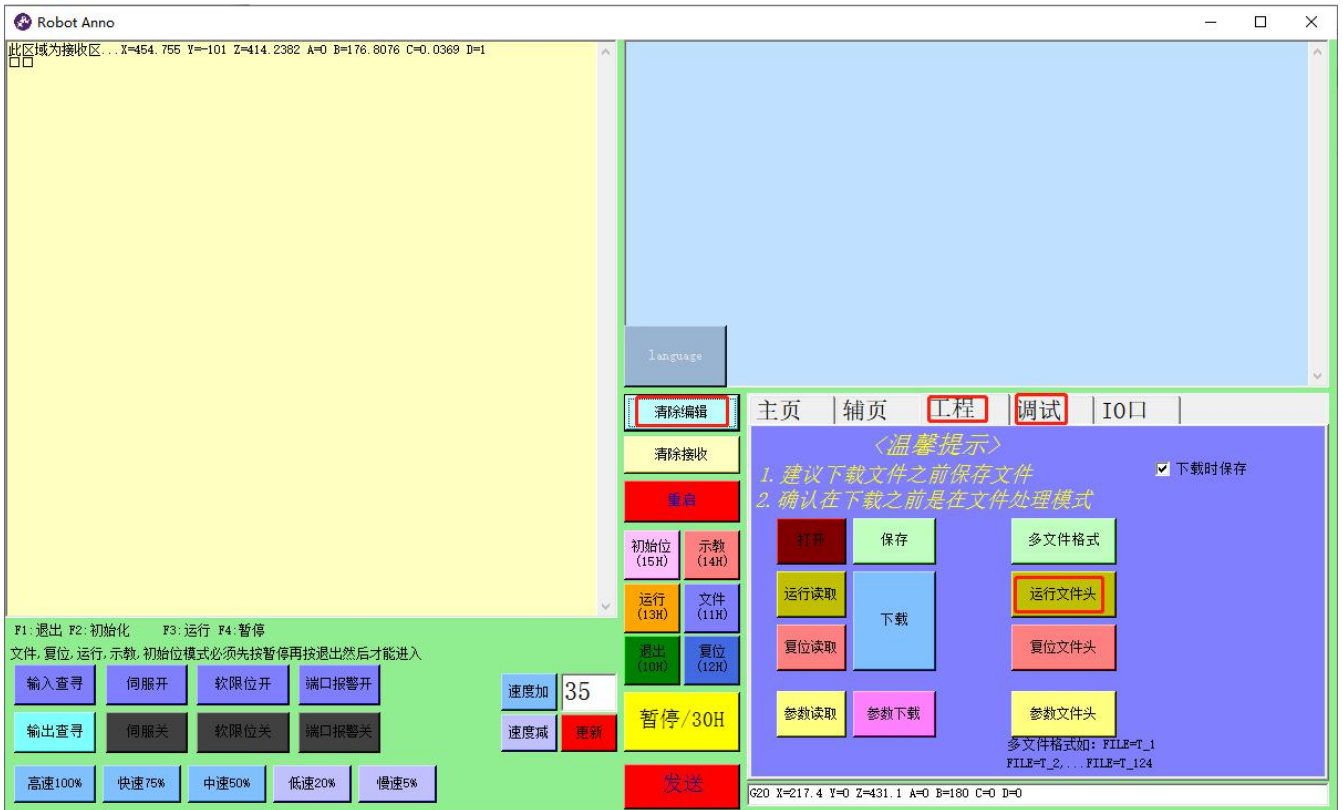 Robot Anno
此区域为接收区...X=454.755 Y=-101 Z=414.2382 A=0 B=176.8076 C=0.0369 D=1
口口
language
清除编辑
清除接收
重启
初始位
(15H)
示教
(14H)
运行
(13H)
文件
(11H)
退出
(10H)
复位
(12H)
暂停/30H
发送
F1:退出 F2:初始化 F3:运行 F4:暂停
文件,复位,运行,示教,初始位模式必须先按暂停再按退出然后才能进入
输入查寻
伺服开
软限位开
端口报警开
速度加
35
输出查寻
伺服关
软限位关
端口报警关
速度减
更新
高速100%
快速75%
中速50%
低速20%
慢速5%
主页
辅页
工程
调试
IO口
<温馨提示>
1.建议下载文件之前保存文件
2.确认在下载之前是在文件处理模式
下载时保存
打开
保存
多文件格式
运行读取
下载
运行文件头
复位读取
复位文件头
参数读取
参数下载
参数文件头
多文件格式如: FILE=T_1
FILE=T_2,...FILE=T_124
G20 X=217.4 Y=0 Z=431.1 A=0 B=180 C=0 D=0